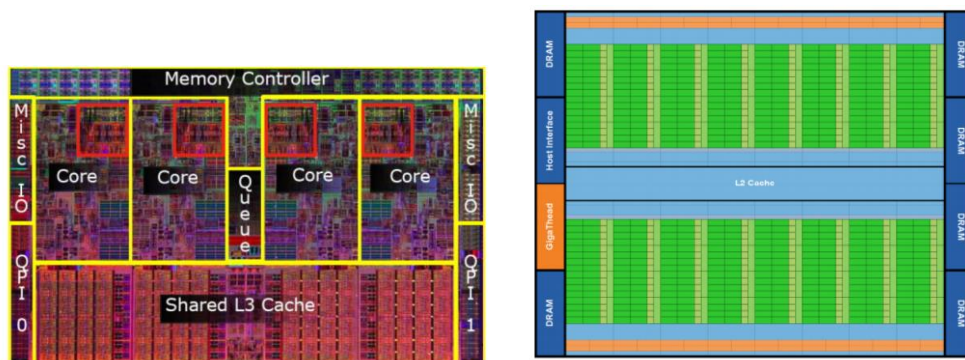 Memory Controller
Misc IO
Core
Core
Queue
Core
Core
Misc IO
QPI 0
Shared L3 Cache
QPI 1
DRAM
Host Interface
GigaThead
DRAM
L2 Cache
DRAM
DRAM
DRAM
DRAM